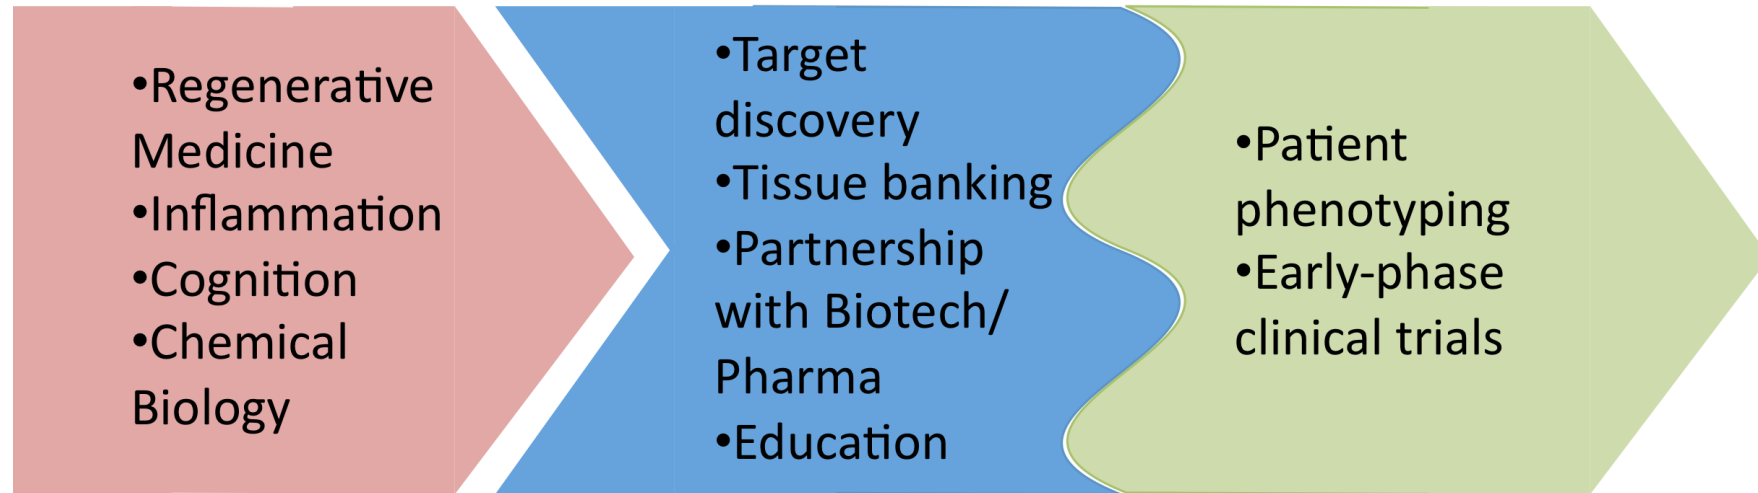 •Regenerative
Medicine
•Inflammation
•Cognition
•Chemical
Biology
•Target
discovery
•Tissue banking
•Partnership
with Biotech/
Pharma
•Education
•Patient
phenotyping
•Early-phase
clinical trials